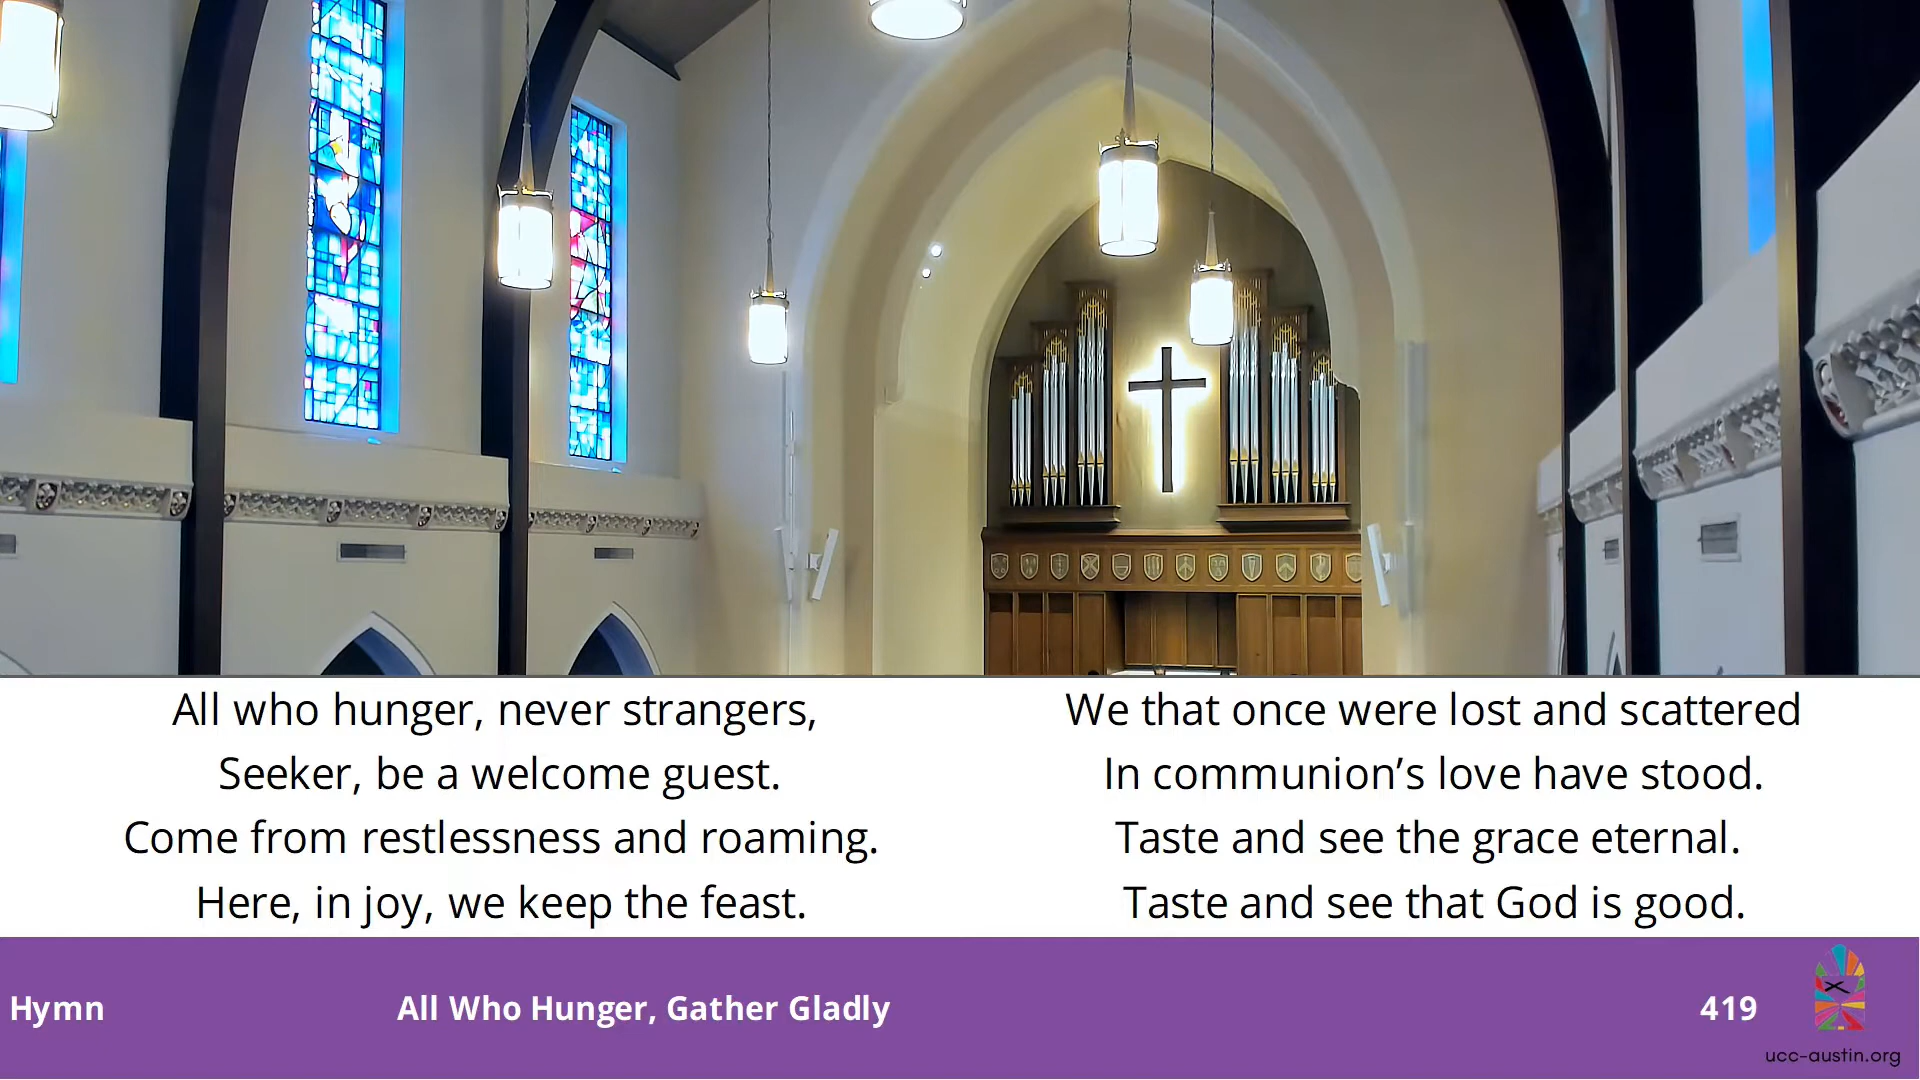 All who hunger, never strangers,
Seeker, be a welcome guest.
Come from restlessness and roaming.
Here, in joy, we keep the feast.
We that once were lost and scattered
In communion’s love have stood.
Taste and see the grace eternal.
Taste and see that God is good.
Hymn
All Who Hunger, Gather Gladly
419
ucc-austin.org